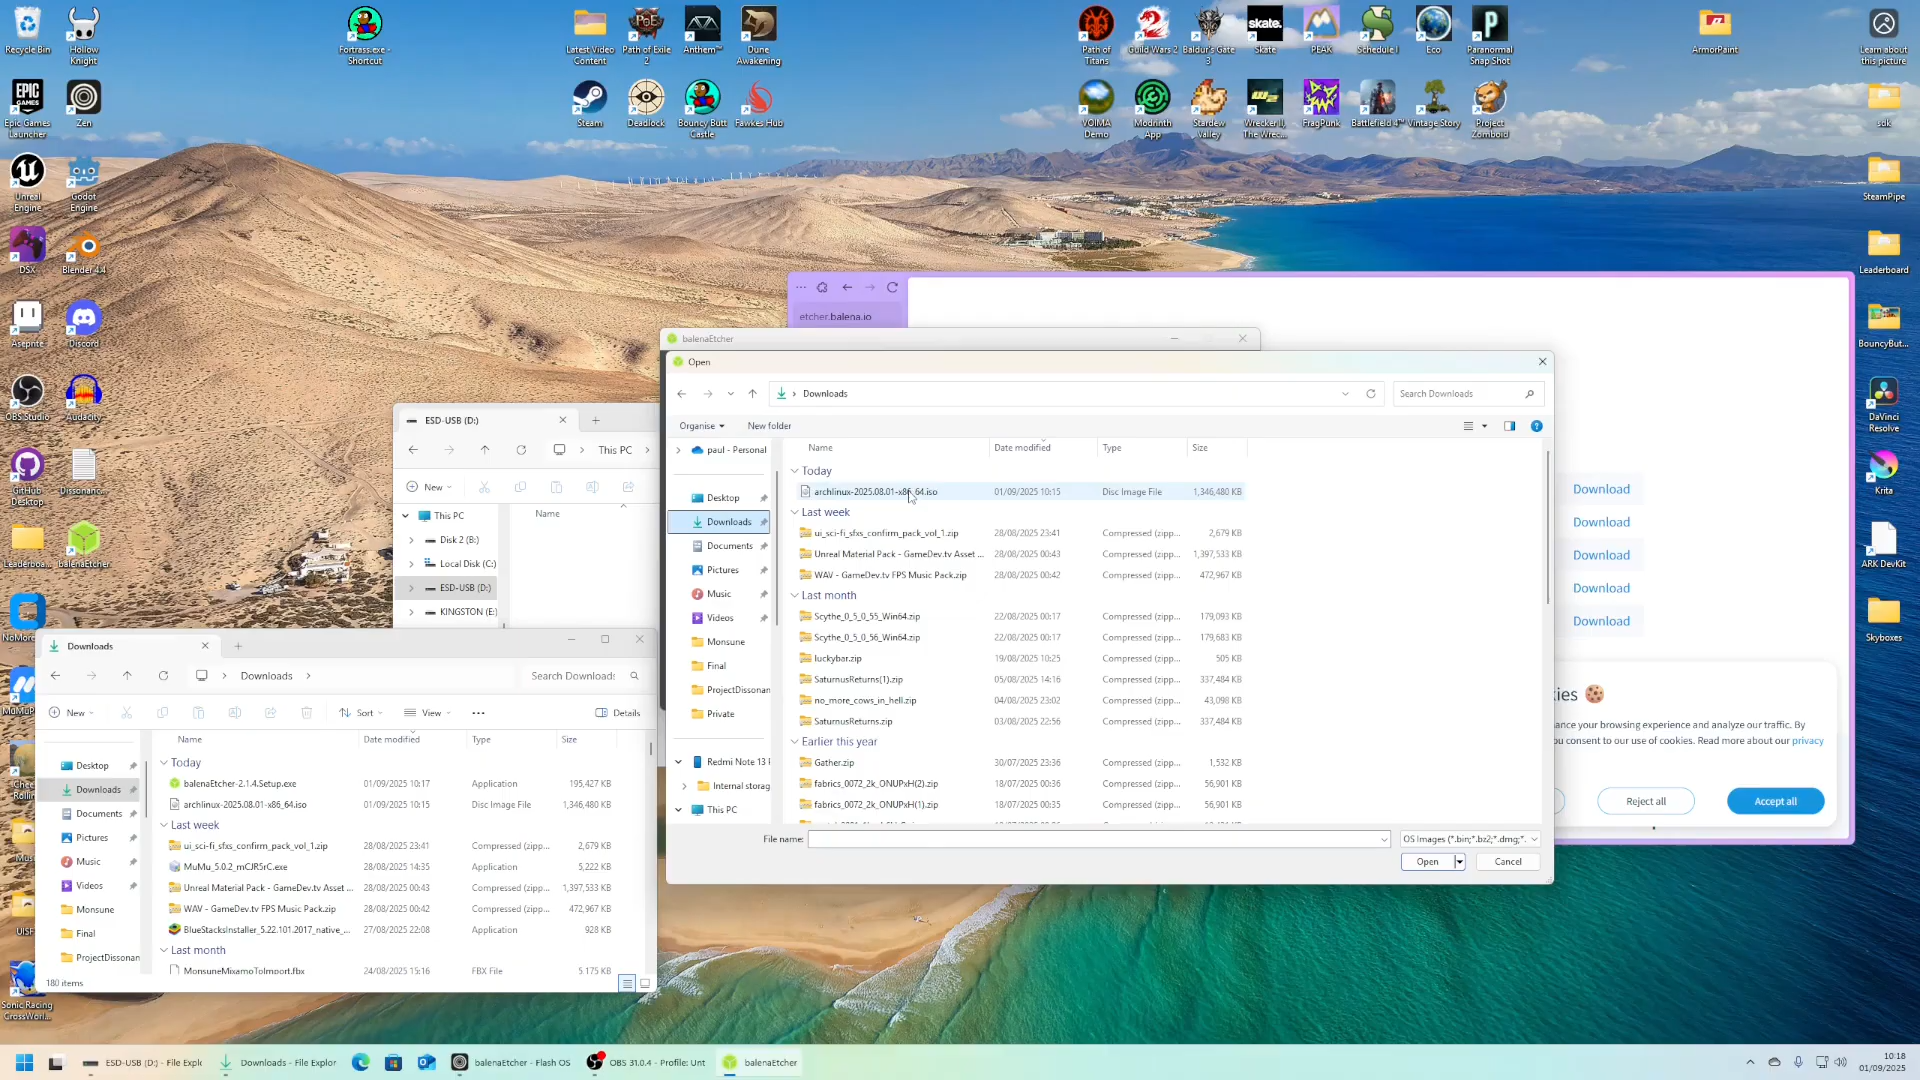 Recycle Bin
Hollow Knight
Fortrass.exe - Shortcut
Latest Video Content
Path of Exile 2
Anthem™
Dune Awakening
Path of Titans
Guild Wars 2
Baldur's Gate 3
Skate
PEAK
Schedule I
Eco
Paranormal Snap Shot
ArmorPaint
Learn about this picture
Epic Games Launcher
Zen
Steam
Deadlock
Bouncy Butt Castle
Fawkes Hub
VOIMA Demo
Modrinth App
Stardew Valley
Wrecker II, The Wrec...
FragPunk
Battlefield 4™
Vintage Story
Project Zomboid
sdk
Unreal Engine
Godot Engine
SteamPipe
DSX
Blender 4.4
Leaderboard
Aseprite
Discord
BouncyBut...
OBS Studio
Audacity
DaVinci Resolve
GitHub Desktop
Dissonanc...
Krita
Leaderboa...
balenaEtcher
ARK DevKit
Skyboxes
Sonic Racing CrossWorl...
etcher.balena.io
Download
Download
Download
Download
Download
ies 🍪
ance your browsing experience and analyze our traffic. By
ou consent to our use of cookies. Read more about our privacy
Reject all
Accept all
balenaEtcher
Open
Downloads
Search Downloads
Organise
New folder
Name
Date modified
Type
Size
paul - Personal
Desktop
Downloads
Documents
Pictures
Music
Videos
Monsune
Final
ProjectDissonan
Private
Redmi Note 13
Internal storag
This PC
Today
archlinux-2025.08.01-x86_64.iso 01/09/2025 10:15 Disc Image File 1,346,480 KB
Last week
ui_sci-fi_sfxs_confirm_pack_vol_1.zip 28/08/2025 23:41 Compressed (zipp... 2,679 KB
Unreal Material Pack - GameDev.tv Asset ... 28/08/2025 00:43 Compressed (zipp... 1,397,533 KB
WAV - GameDev.tv FPS Music Pack.zip 28/08/2025 00:42 Compressed (zipp... 472,967 KB
Last month
Scythe_0_5_0_55_Win64.zip 22/08/2025 00:17 Compressed (zipp... 179,093 KB
Scythe_0_5_0_56_Win64.zip 22/08/2025 00:17 Compressed (zipp... 179,683 KB
luckybar.zip 19/08/2025 10:25 Compressed (zipp... 505 KB
SaturnusReturns(1).zip 05/08/2025 14:16 Compressed (zipp... 337,484 KB
no_more_cows_in_hell.zip 04/08/2025 23:02 Compressed (zipp... 43,098 KB
SaturnusReturns.zip 03/08/2025 22:56 Compressed (zipp... 337,484 KB
Earlier this year
Gather.zip 30/07/2025 23:36 Compressed (zipp... 1,532 KB
fabrics_0072_2k_ONUPxH(2).zip 18/07/2025 00:36 Compressed (zipp... 56,901 KB
fabrics_0072_2k_ONUPxH(1).zip 18/07/2025 00:35 Compressed (zipp... 56,901 KB
File name:
OS Images (*.bin;*.bz2;*.dmg;*.
Open
Cancel
ESD-USB (D:)
This PC
New
Name
This PC
Disk 2 (B:)
Local Disk (C:)
ESD-USB (D:)
KINGSTON (E:)
Downloads
Downloads
Search Downloads
New
Sort
View
Details
Name
Date modified
Type
Size
Desktop
Downloads
Documents
Pictures
Music
Videos
Monsune
Final
ProjectDissonan
Today
balenaEtcher-2.1.4.Setup.exe 01/09/2025 10:17 Application 195,427 KB
archlinux-2025.08.01-x86_64.iso 01/09/2025 10:15 Disc Image File 1,346,480 KB
Last week
ui_sci-fi_sfxs_confirm_pack_vol_1.zip 28/08/2025 23:41 Compressed (zipp... 2,679 KB
MuMu_5.0.2_mCJR5rC.exe 28/08/2025 14:35 Application 5,222 KB
Unreal Material Pack - GameDev.tv Asset ... 28/08/2025 00:43 Compressed (zipp... 1,397,533 KB
WAV - GameDev.tv FPS Music Pack.zip 28/08/2025 00:42 Compressed (zipp... 472,967 KB
BlueStacksInstaller_5.22.101.2017_native_... 27/08/2025 22:08 Application 928 KB
Last month
MonsuneMixamoToImport.fbx 24/08/2025 15:16 FBX File 5,175 KB
180 items
ESD-USB (D:) - File Explo
Downloads - File Explor
balenaEtcher - Flash OS
OBS 31.0.4 - Profile: Unt
balenaEtcher
10:18
01/09/2025